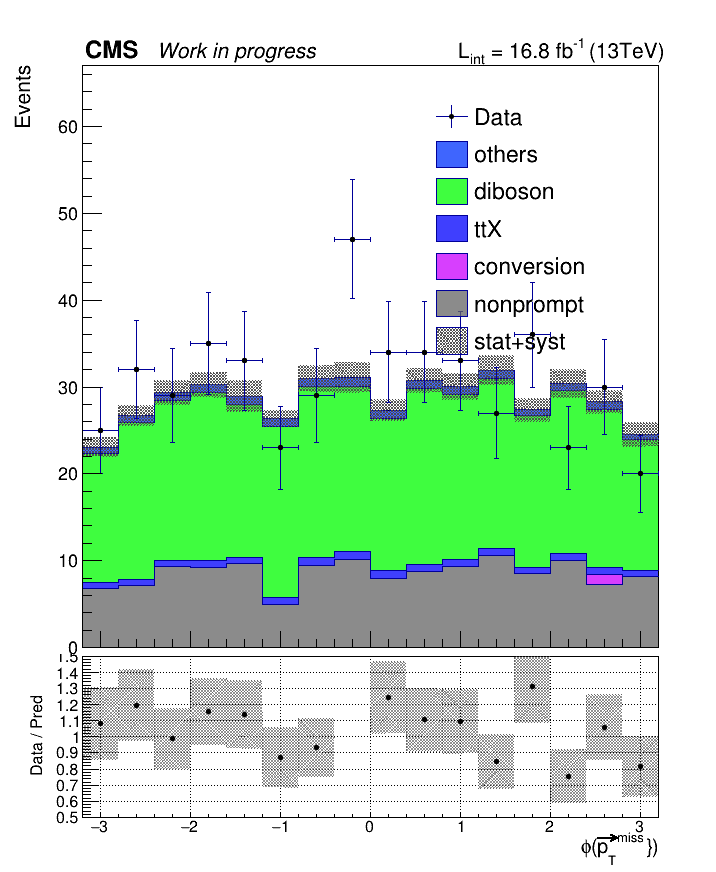 CMS Work in progress L_int = 16.8 fb^-1 (13TeV)
Events
60
50
40
30
20
10
0
Data
others
diboson
ttX
conversion
nonprompt
stat+syst
Data / Pred
1.5
1.4
1.3
1.2
1.1
1
0.9
0.8
0.7
0.6
0.5
−3 −2 −1 0 1 2 3
ϕ(p_T^miss })